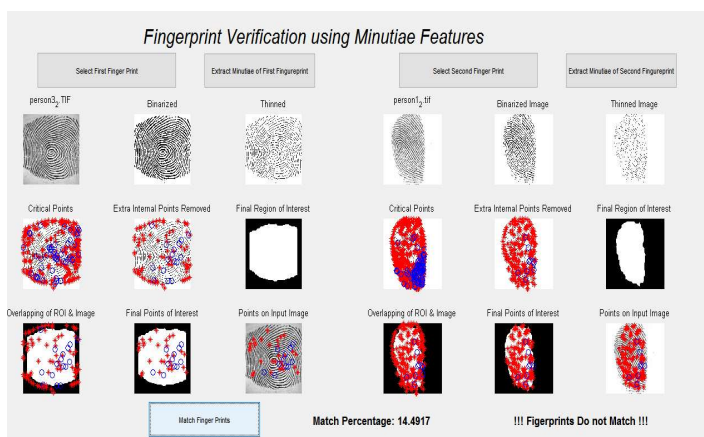 Fingerprint Verification using Minutiae Features
Select First Finger Print
Extract Minutiae of First Fingureprint
Select Second Finger Print
Extract Minutiae of Second Fingureprint
person3₂.TIF
Binarized
Thinned
person1₂.tif
Binarized Image
Thinned Image
Critical Points
Extra Internal Points Removed
Final Region of Interest
Critical Points
Extra Internal Points Removed
Final Region of Interest
Overlapping of ROI & Image
Final Points of Interest
Points on Input Image
Overlapping of ROI & Image
Final Points of Interest
Points on Input Image
Match Finger Prints
Match Percentage: 14.4917
!!! Figerprints Do not Match !!!